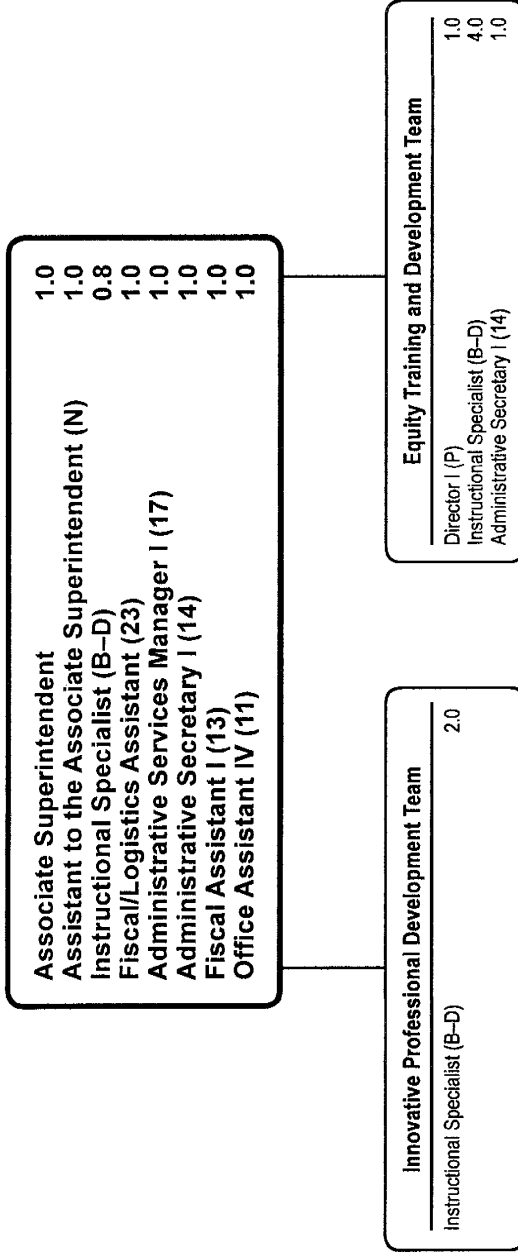 Associate Superintendent 1.0
Assistant to the Associate Superintendent (N) 1.0
Instructional Specialist (B–D) 0.8
Fiscal/Logistics Assistant (23) 1.0
Administrative Services Manager I (17) 1.0
Administrative Secretary I (14) 1.0
Fiscal Assistant I (13) 1.0
Office Assistant IV (11) 1.0
Innovative Professional Development Team
Instructional Specialist (B–D) 2.0
Equity Training and Development Team
Director I (P) 1.0
Instructional Specialist (B–D) 4.0
Administrative Secretary I (14) 1.0